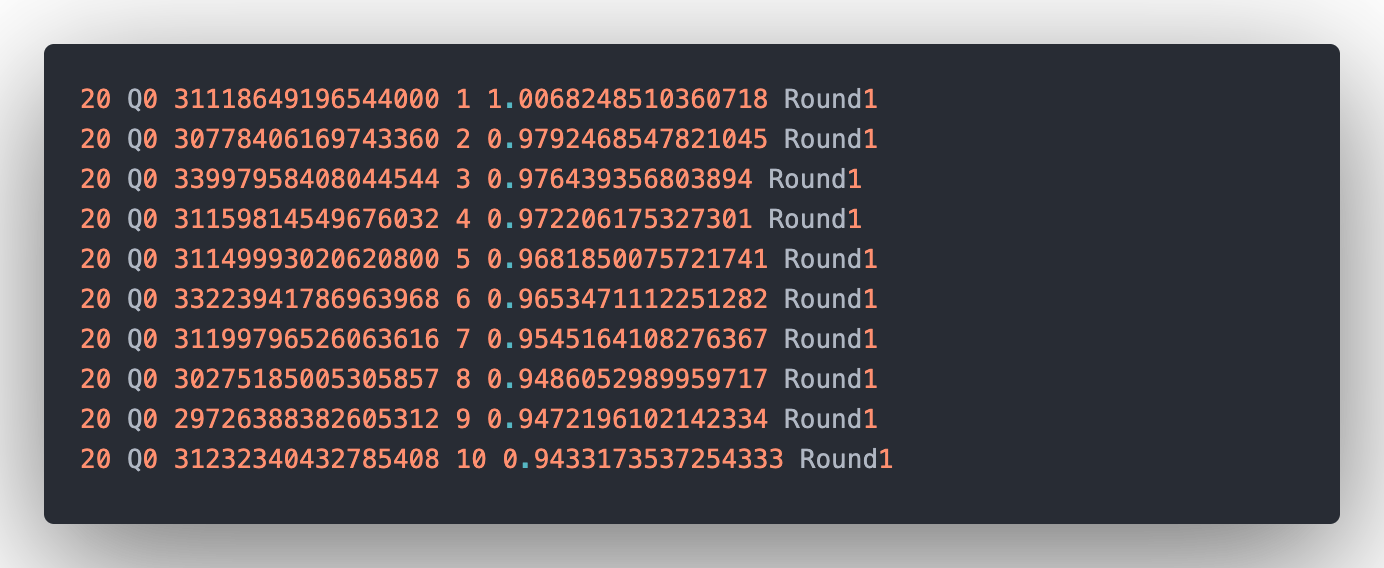 20 Q0 31118649196544000 1 1.0068248510360718 Round1
20 Q0 30778406169743360 2 0.9792468547821045 Round1
20 Q0 33997958408044544 3 0.976439356803894 Round1
20 Q0 31159814549676032 4 0.972206175327301 Round1
20 Q0 31149993020620800 5 0.9681850075721741 Round1
20 Q0 33223941786963968 6 0.9653471112251282 Round1
20 Q0 31199796526063616 7 0.9545164108276367 Round1
20 Q0 30275185005305857 8 0.9486052989959717 Round1
20 Q0 29726388382605312 9 0.9472196102142334 Round1
20 Q0 31232340432785408 10 0.9433173537254333 Round1